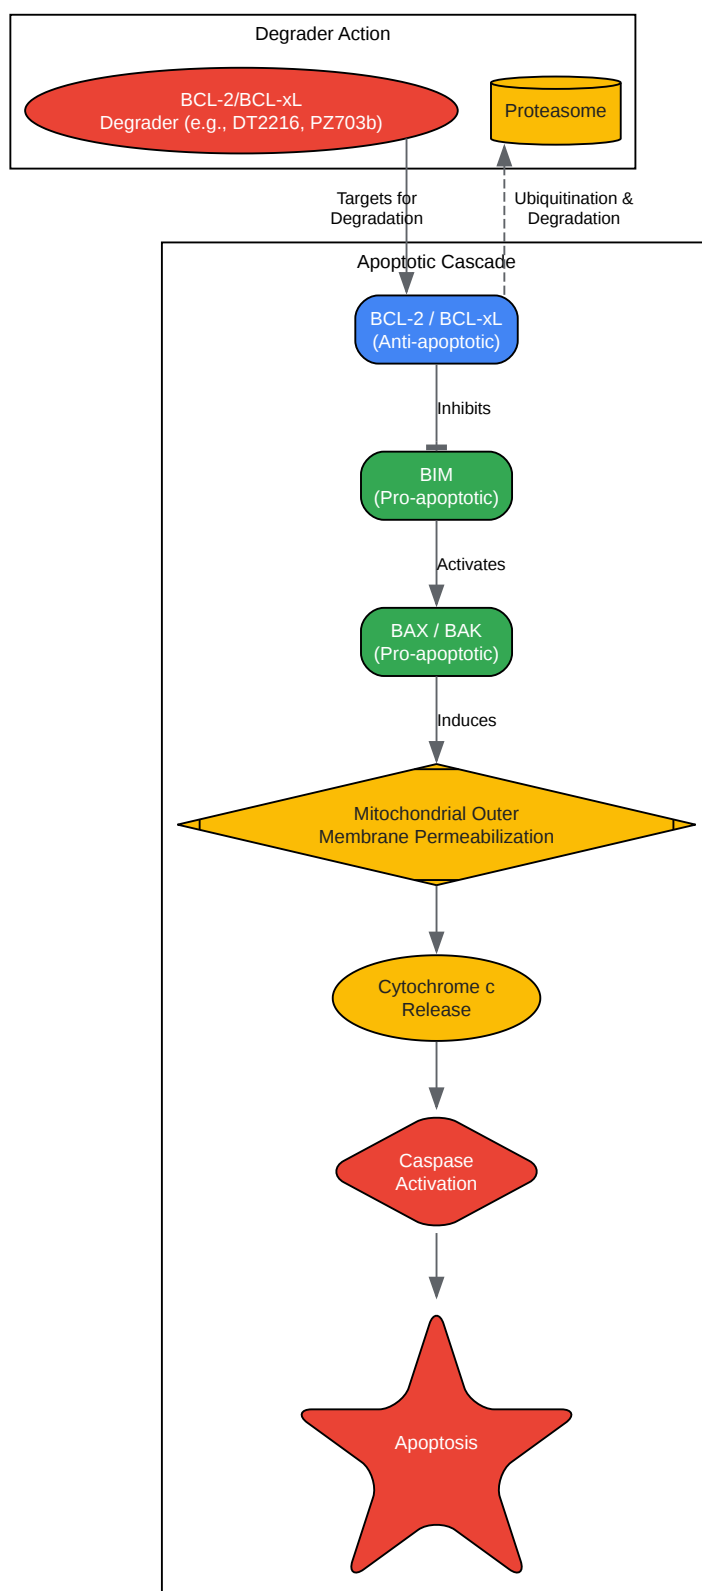 Degrader Action
BCL-2/BCL-xL
Degrader (e.g., DT2216, PZ703b)
Proteasome
Targets for
Degradation
Ubiquitination &
Degradation
Apoptotic Cascade
BCL-2 / BCL-xL
(Anti-apoptotic)
Inhibits
BIM
(Pro-apoptotic)
Activates
BAX / BAK
(Pro-apoptotic)
Induces
Mitochondrial Outer
Membrane Permeabilization
Cytochrome c
Release
Caspase
Activation
Apoptosis